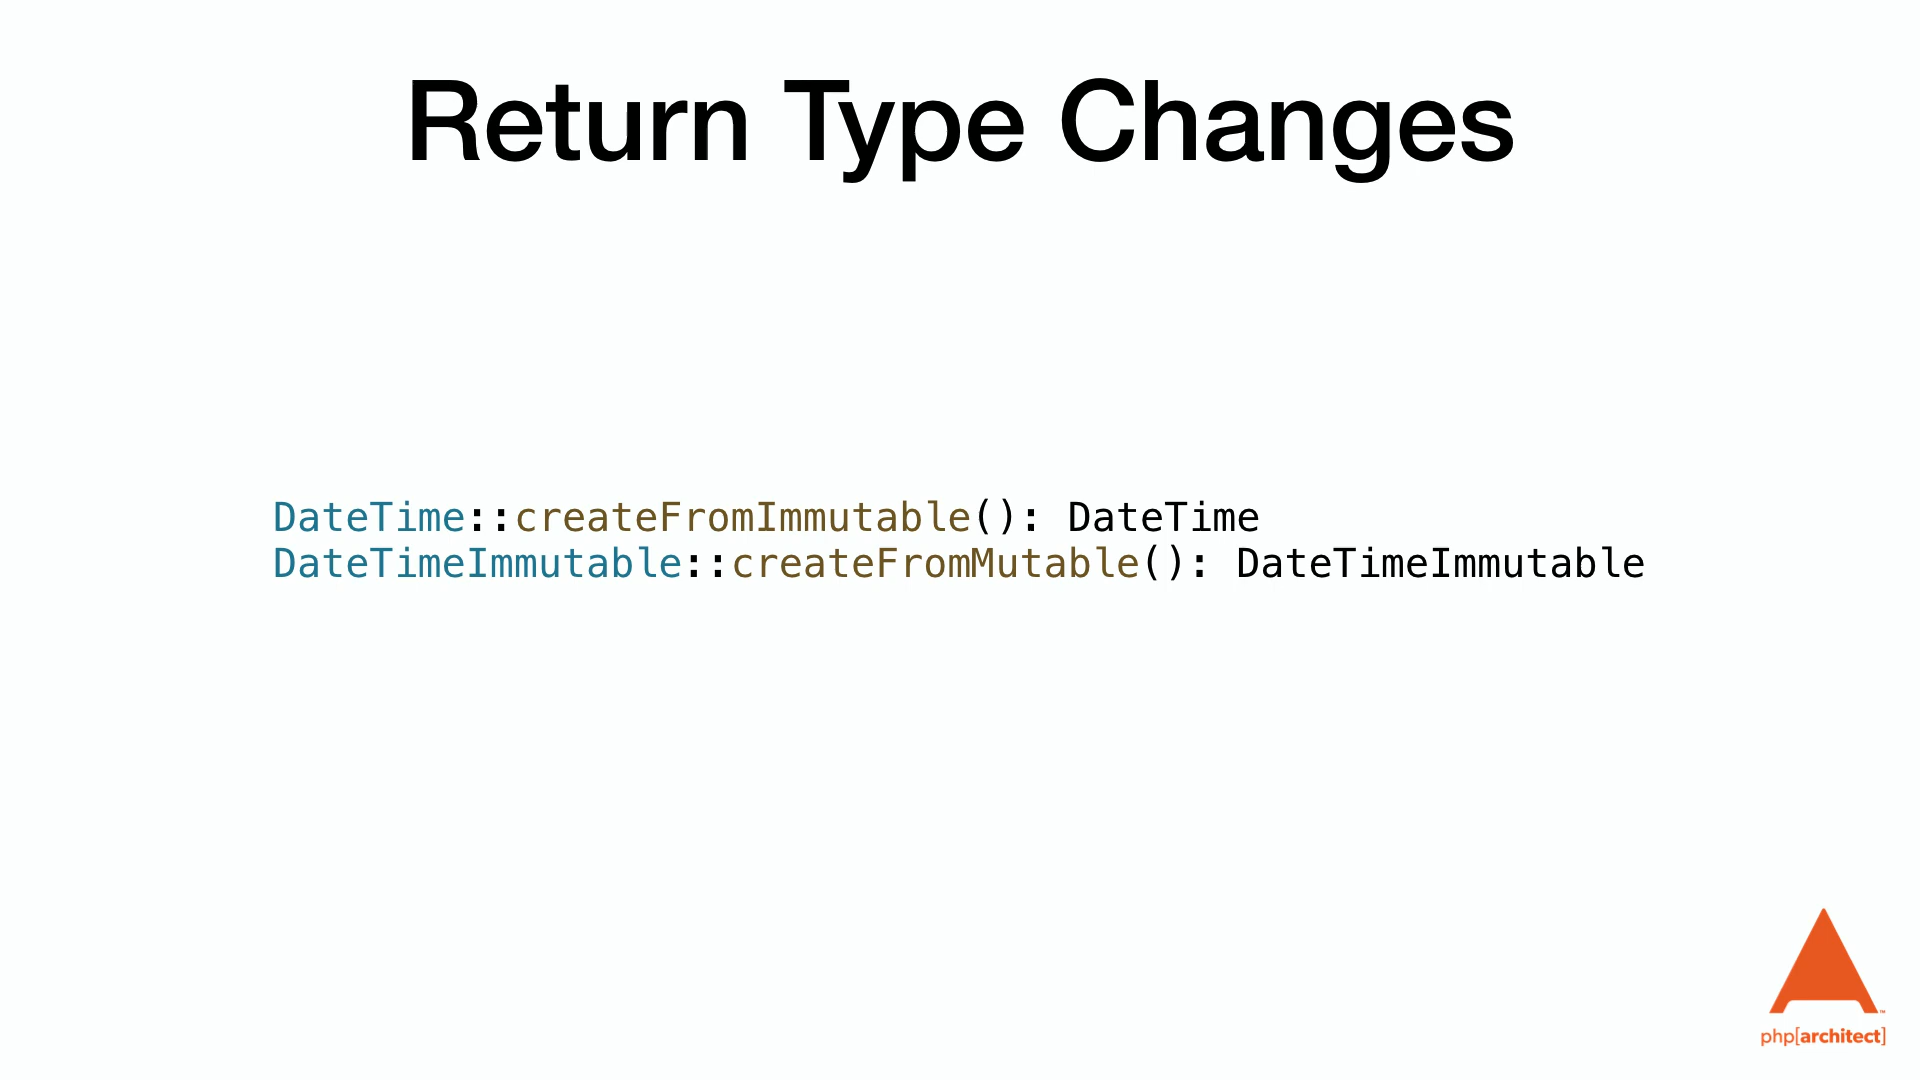 Return Type Changes
DateTime::createFromImmutable(): DateTime
DateTimeImmutable::createFromMutable(): DateTimeImmutable
php[architect]